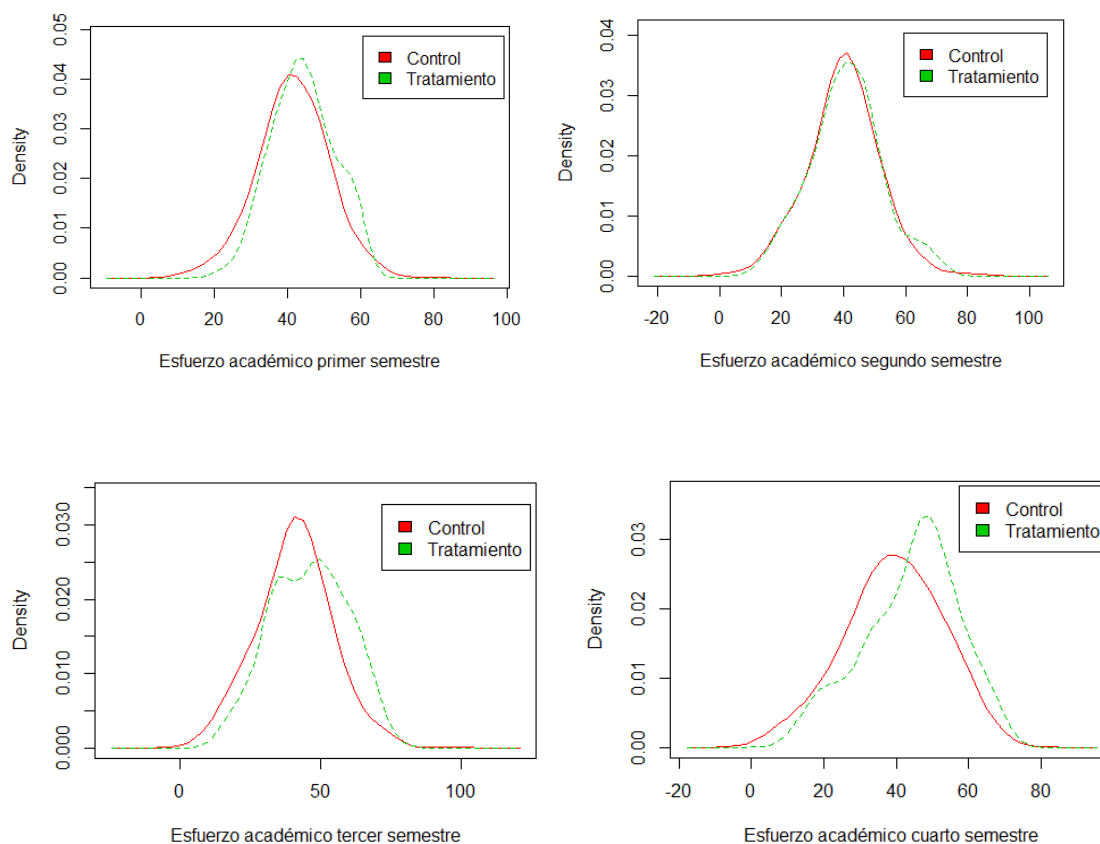 Density
0.00 0.01 0.02 0.03 0.04 0.05
Control
Tratamiento
0 20 40 60 80 100
Esfuerzo académico primer semestre
Density
0.00 0.01 0.02 0.03 0.04
Control
Tratamiento
-20 0 20 40 60 80 100
Esfuerzo académico segundo semestre
Density
0.000 0.010 0.020 0.030
Control
Tratamiento
0 50 100
Esfuerzo académico tercer semestre
Density
0.00 0.01 0.02 0.03
Control
Tratamiento
-20 0 20 40 60 80
Esfuerzo académico cuarto semestre